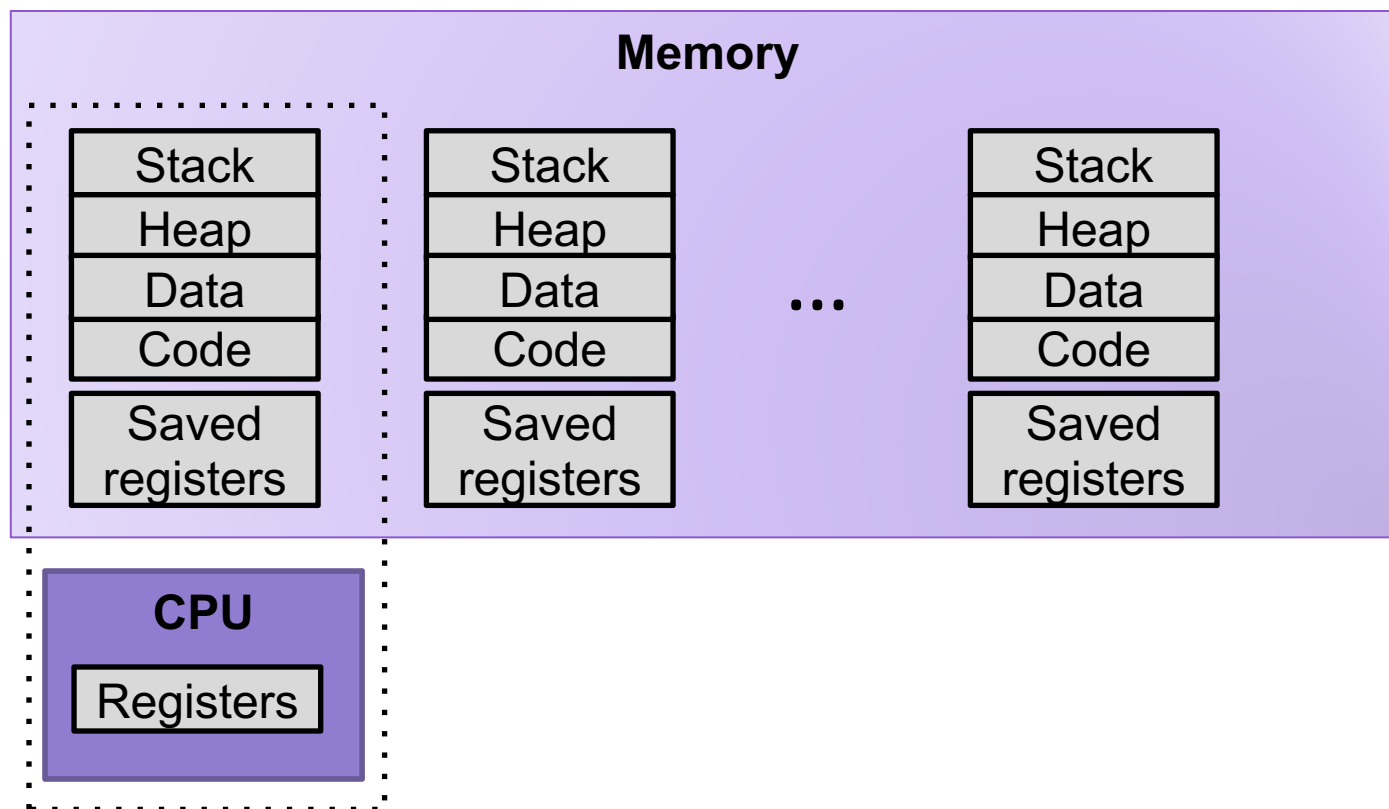 Memory
Stack
Heap
Data
Code
Saved
registers
Stack
Heap
Data
Code
Saved
registers
...
Stack
Heap
Data
Code
Saved
registers
CPU
Registers